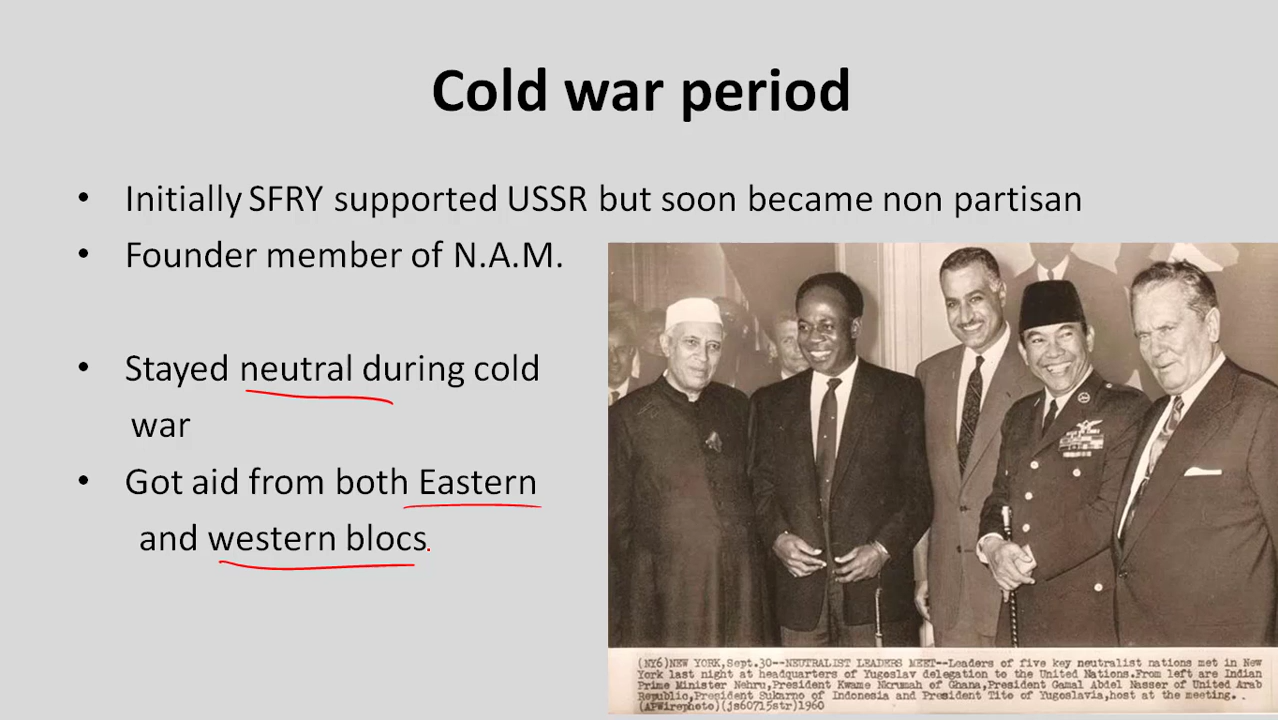 Cold war period
• Initially SFRY supported USSR but soon became non partisan
• Founder member of N.A.M.
• Stayed neutral during cold
war
• Got aid from both Eastern
and western blocs.
(NY6)NEW YORK,Sept.30--NEUTRALIST LEADERS MEET--Leaders of five key neutralist nations met in New
York last night at headquarters of Yugoslav delegation to the United Nations.From left are Indian
Prime Minister Nehru,President Kwame Nkrumah of Ghana,President Gamal Abdel Nasser of United Arab
Republic,President Sukarno of Indonesia and President Tito of Yugoslavia,host at the meeting..
(APWirephoto)(js60715str)1960